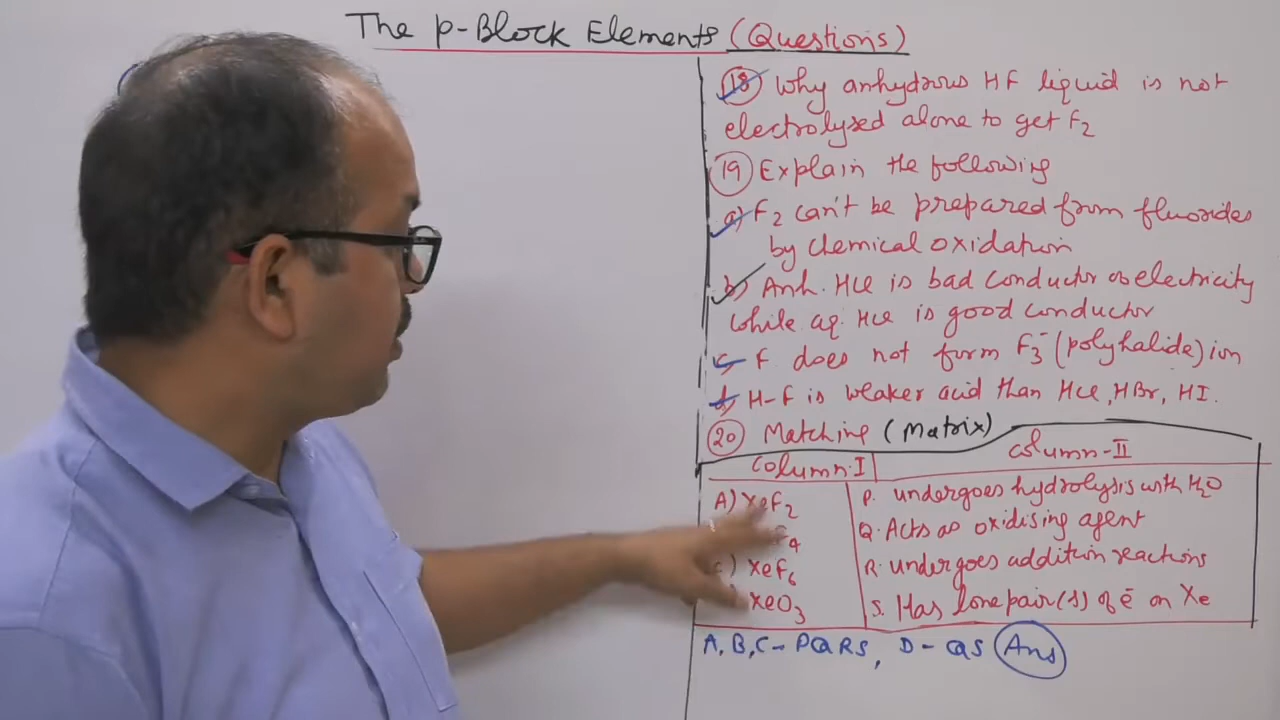 The p-Block Elements (Questions)
18 Why anhydrous HF liquid is not
electrolyzed alone to get F2
19 Explain the following
a) F2 can't be prepared from fluorides
by chemical oxidation
b) Anh. HCl is bad conductor of electricity
while aq. HCl is good conductor
c) F does not form F3⁻ (polyhalide) ion
d) H-F is weaker acid than HCl, HBr, HI.
20 Matching (Matrix)
Column-I Column-II
A) XeF2 P. undergoes hydrolysis with H2O
4 Q. Acts as oxidising agent
C) XeF6 R. undergoes addition reactions
XeO3 S. Has lone pair(s) of ē on Xe
A, B, C - PQRS, D - QS Ans